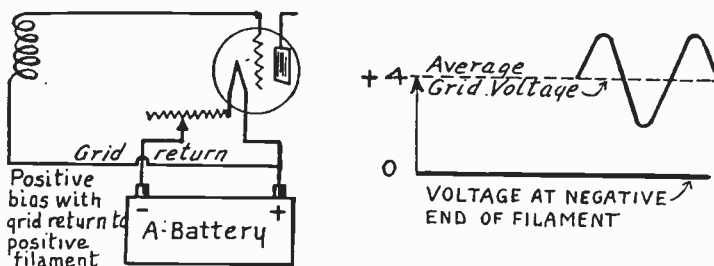 Grid return
Positive
bias with
grid return to
positive
filament
- +
A-Battery
+4
Average
Grid Voltage
0
VOLTAGE AT NEGATIVE
END OF FILAMENT